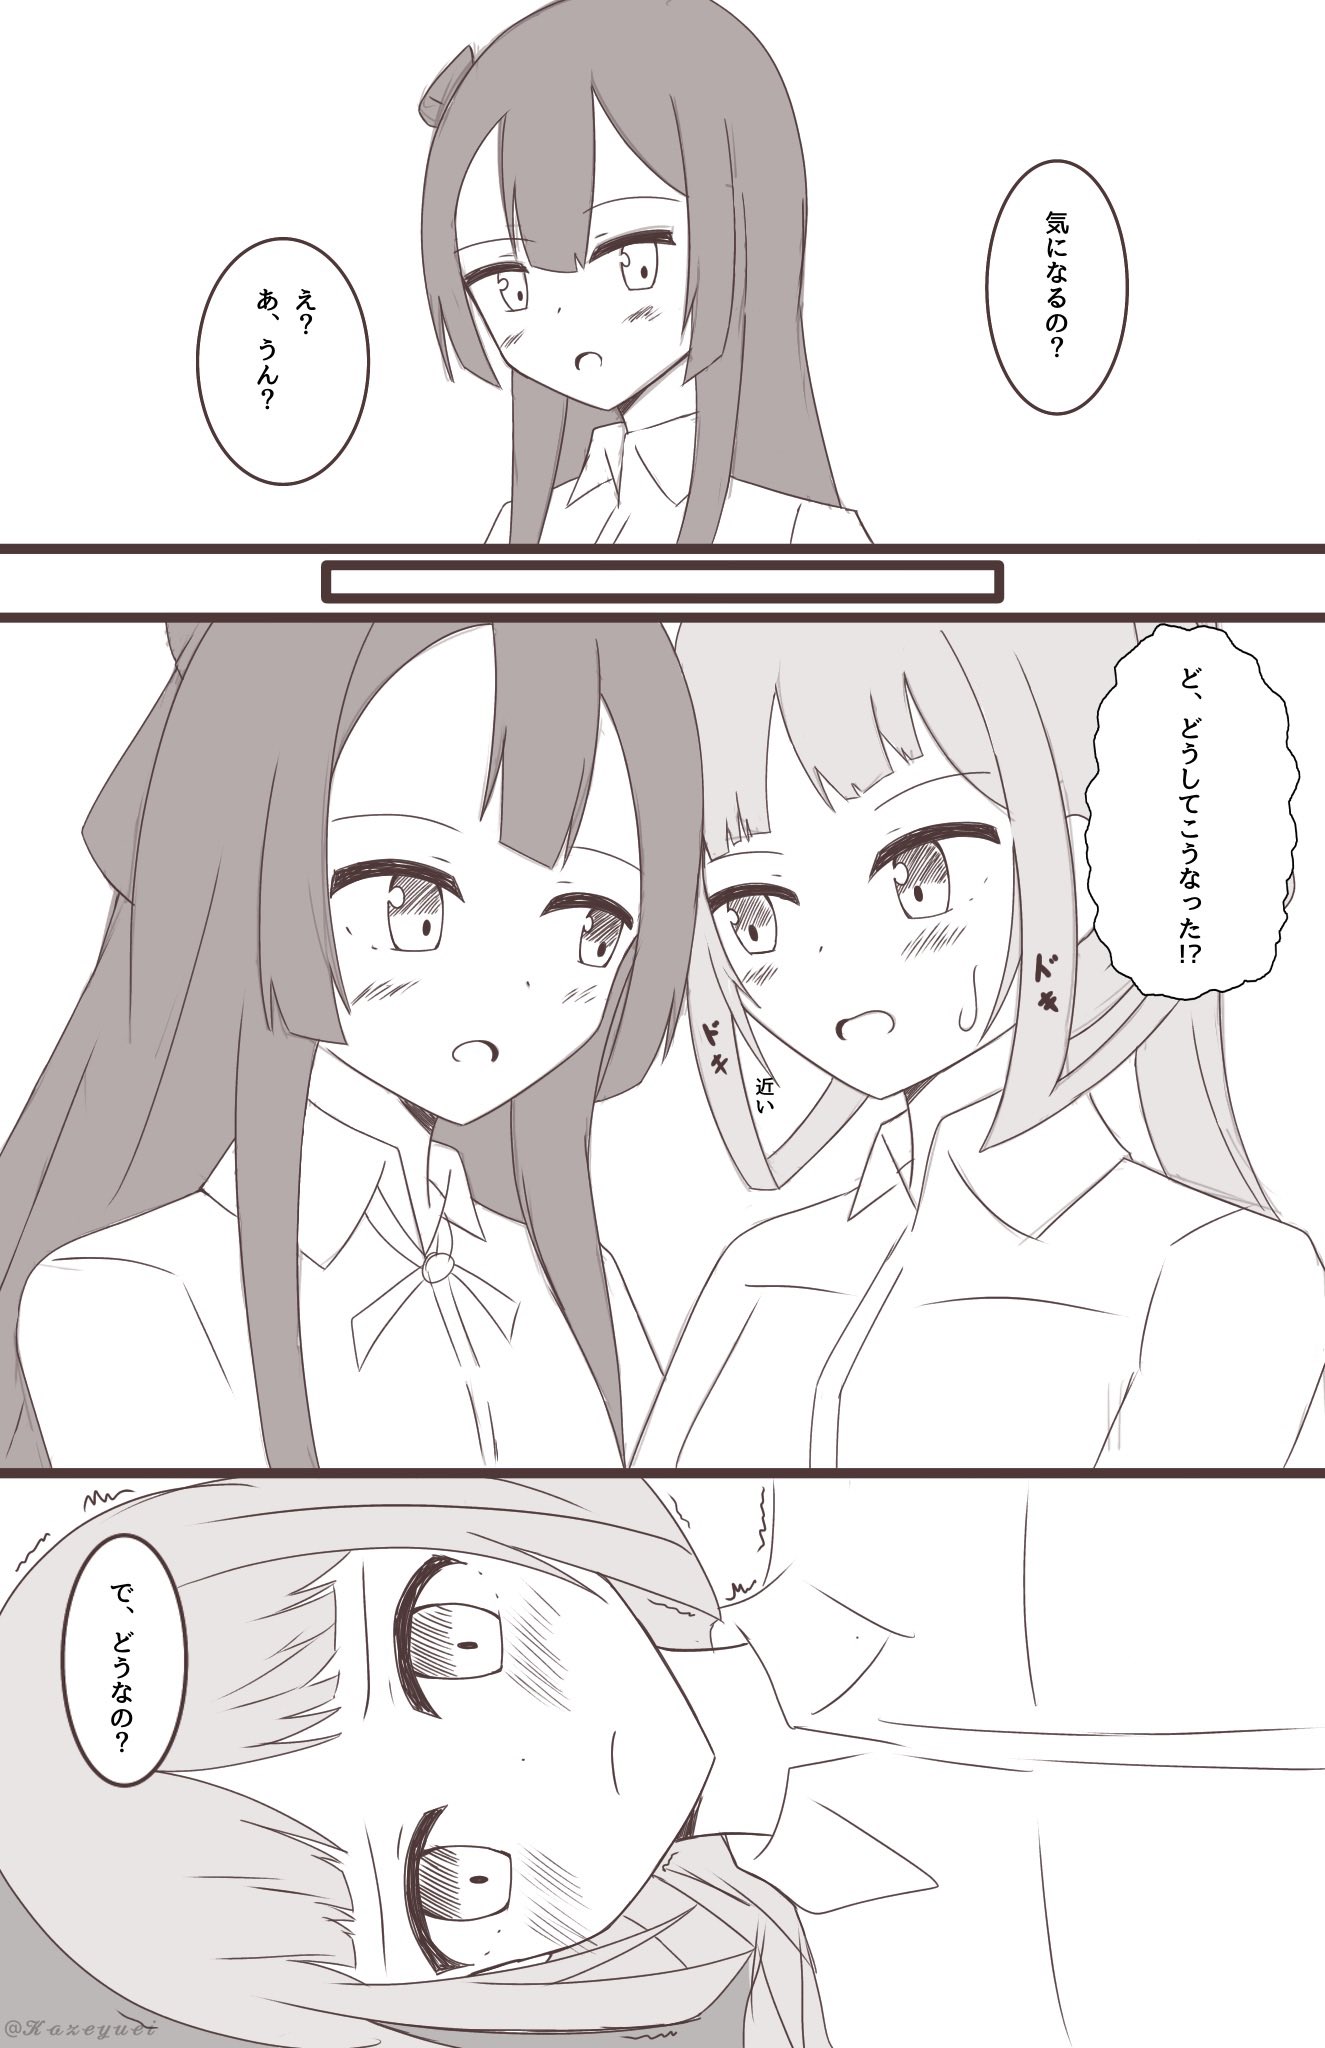 気になるの?
え?
あ、うん?
ど、どうしてこうなった!?
ドキ
ドキ
近い
で、どうなの?
@Kazeyuei